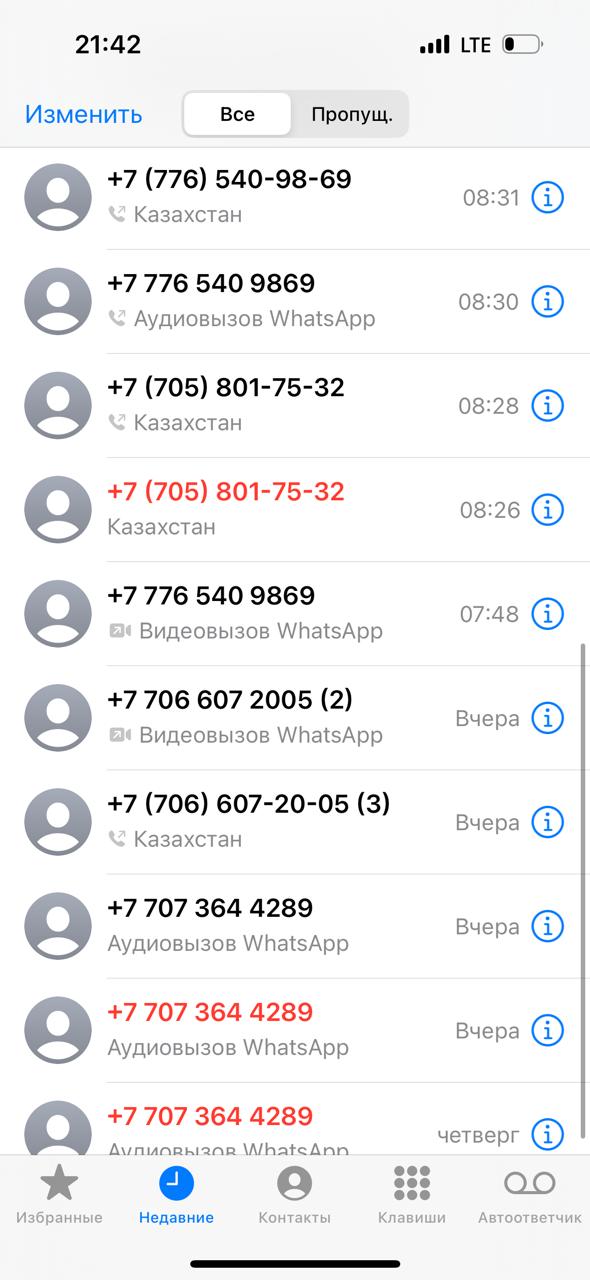 21:42
LTE
Изменить
Все
Пропущ.
+7 (776) 540-98-69
Казахстан
08:31
+7 776 540 9869
Аудиовызов WhatsApp
08:30
+7 (705) 801-75-32
Казахстан
08:28
+7 (705) 801-75-32
Казахстан
08:26
+7 776 540 9869
Видеовызов WhatsApp
07:48
+7 706 607 2005 (2)
Видеовызов WhatsApp
Вчера
+7 (706) 607-20-05 (3)
Казахстан
Вчера
+7 707 364 4289
Аудиовызов WhatsApp
Вчера
+7 707 364 4289
Аудиовызов WhatsApp
Вчера
+7 707 364 4289
Аудиовызов WhatsApp
четверг
Избранные
Недавние
Контакты
Клавиши
Автоответчик